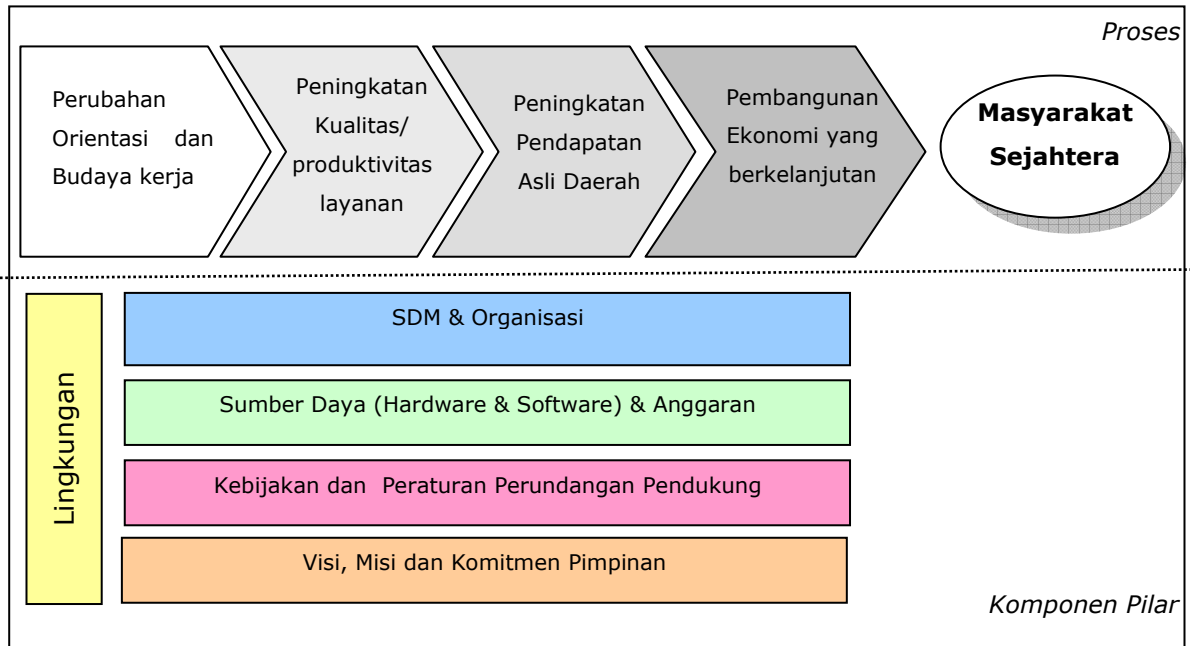 Proses
Perubahan
Orientasi dan
Budaya kerja
Peningkatan
Kualitas/
produktivitas
layanan
Peningkatan
Pendapatan
Asli Daerah
Pembangunan
Ekonomi yang
berkelanjutan
Masyarakat
Sejahtera
Lingkungan
SDM & Organisasi
Sumber Daya (Hardware & Software) & Anggaran
Kebijakan dan Peraturan Perundangan Pendukung
Visi, Misi dan Komitmen Pimpinan
Komponen Pilar